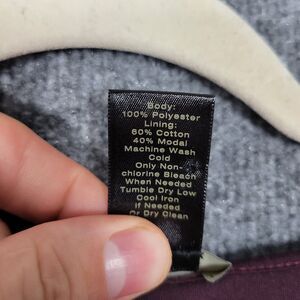 Body:
100% Polyester
Lining:
60% Cotton
40% Modal
Machine Wash
Cold
Only Non-
chlorine Bleach
When Needed
Tumble Dry Low
Cool Iron
if Needed
Or Dry Clean